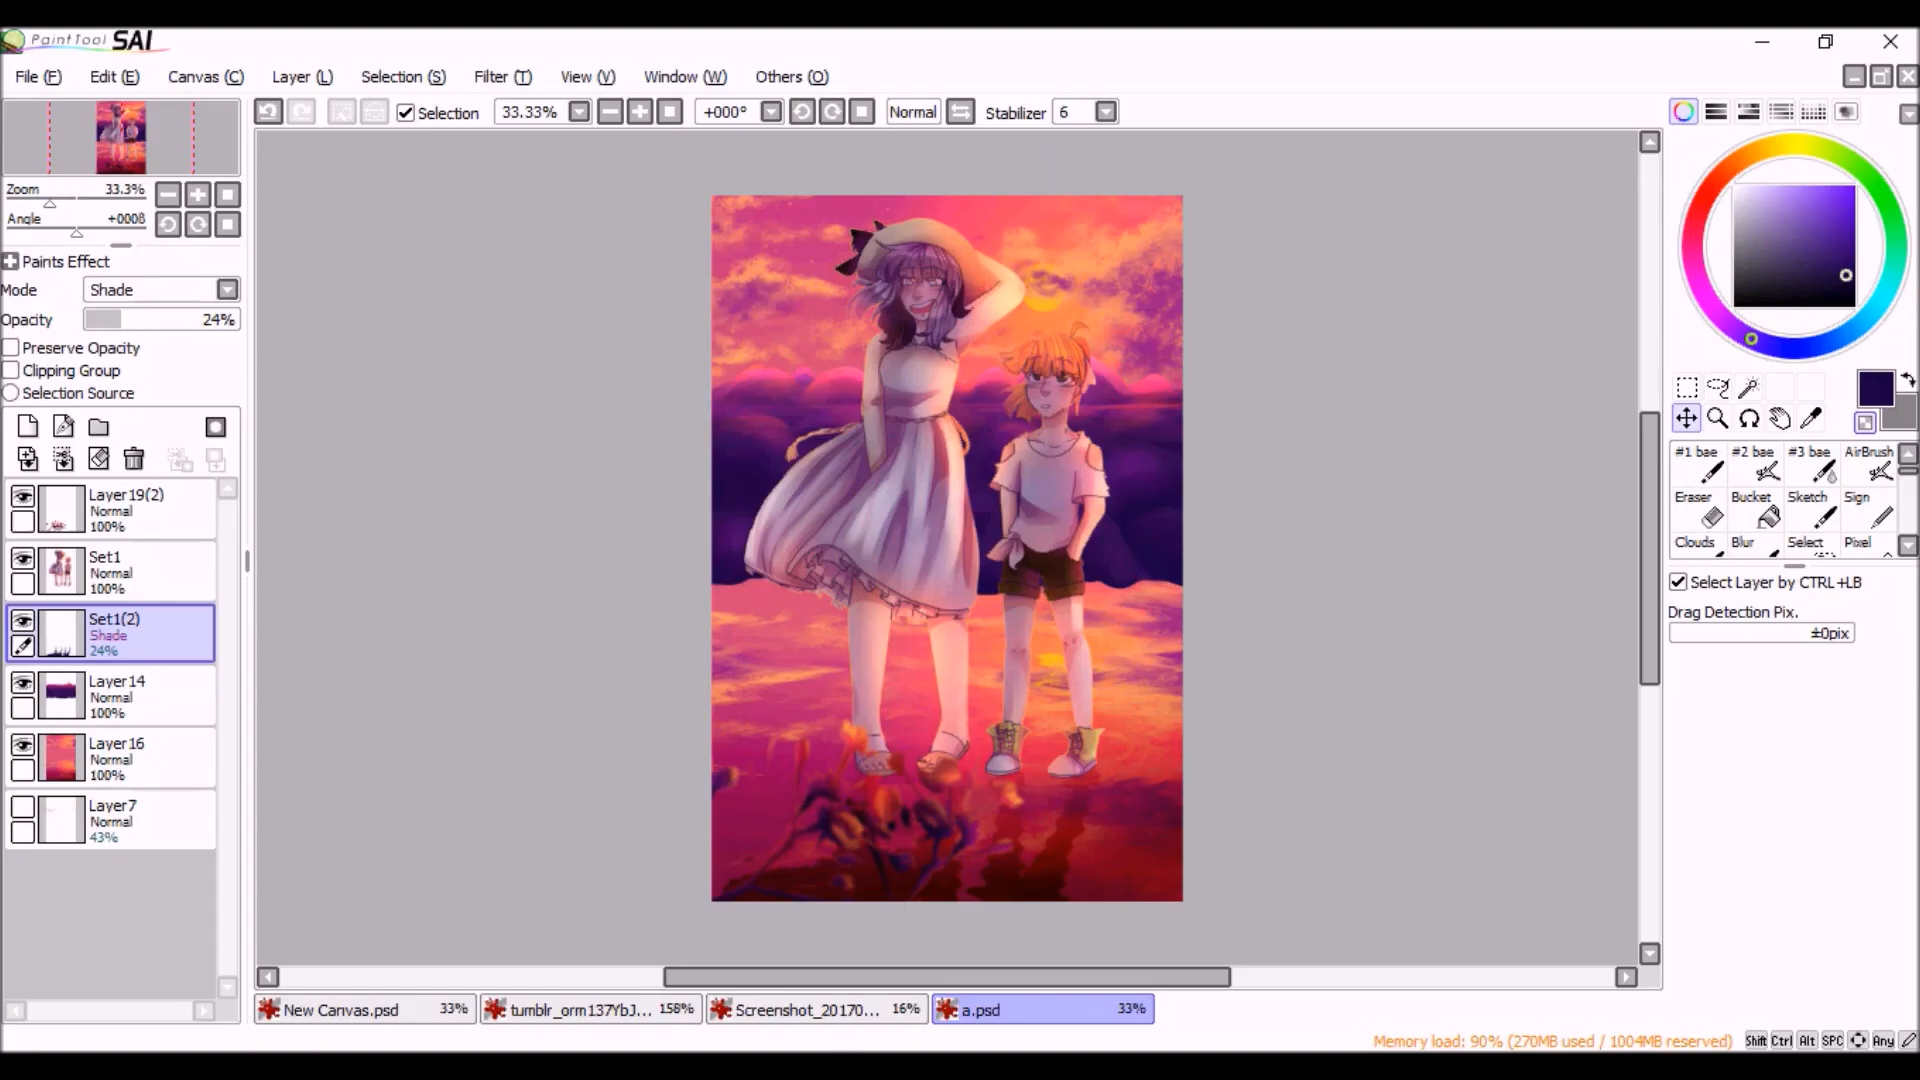 PaintTool SAI
File (F) Edit (E) Canvas (C) Layer (L) Selection (S) Filter (T) View (V) Window (W) Others (O)
Selection 33.33% +000° Normal Stabilizer 6
Zoom 33.3%
Angle +000ß
Paints Effect
Mode Shade
Opacity 24%
Preserve Opacity
Clipping Group
Selection Source
Layer19(2)
Normal
100%
Set1
Normal
100%
Set1(2)
Shade
24%
Layer14
Normal
100%
Layer16
Normal
100%
Layer7
Normal
43%
#1 bae #2 bae #3 bae AirBrush
Eraser Bucket Sketch Sign
Clouds Blur Select Pixel
Select Layer by CTRL+LB
Drag Detection Pix.
±0pix
New Canvas.psd 33% tumblr_orm137YbJ... 158% Screenshot_20170... 16% a.psd 33%
Memory load: 90% (270MB used / 1004MB reserved) Shift Ctrl Alt SPC Any